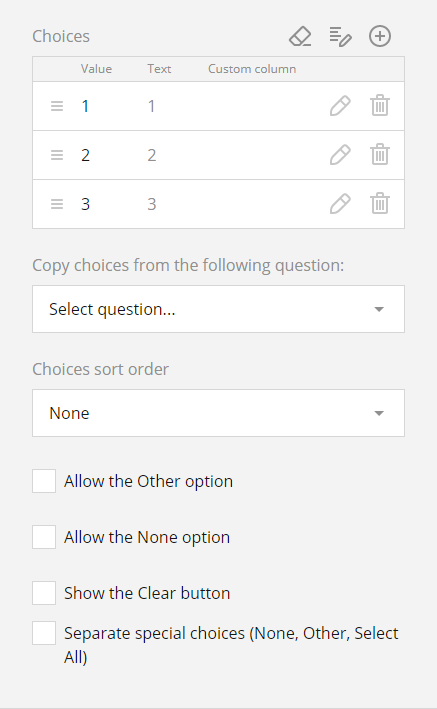 Choices
Value Text Custom column
1 1
2 2
3 3
Copy choices from the following question:
Select question...
Choices sort order
None
Allow the Other option
Allow the None option
Show the Clear button
Separate special choices (None, Other, Select
All)